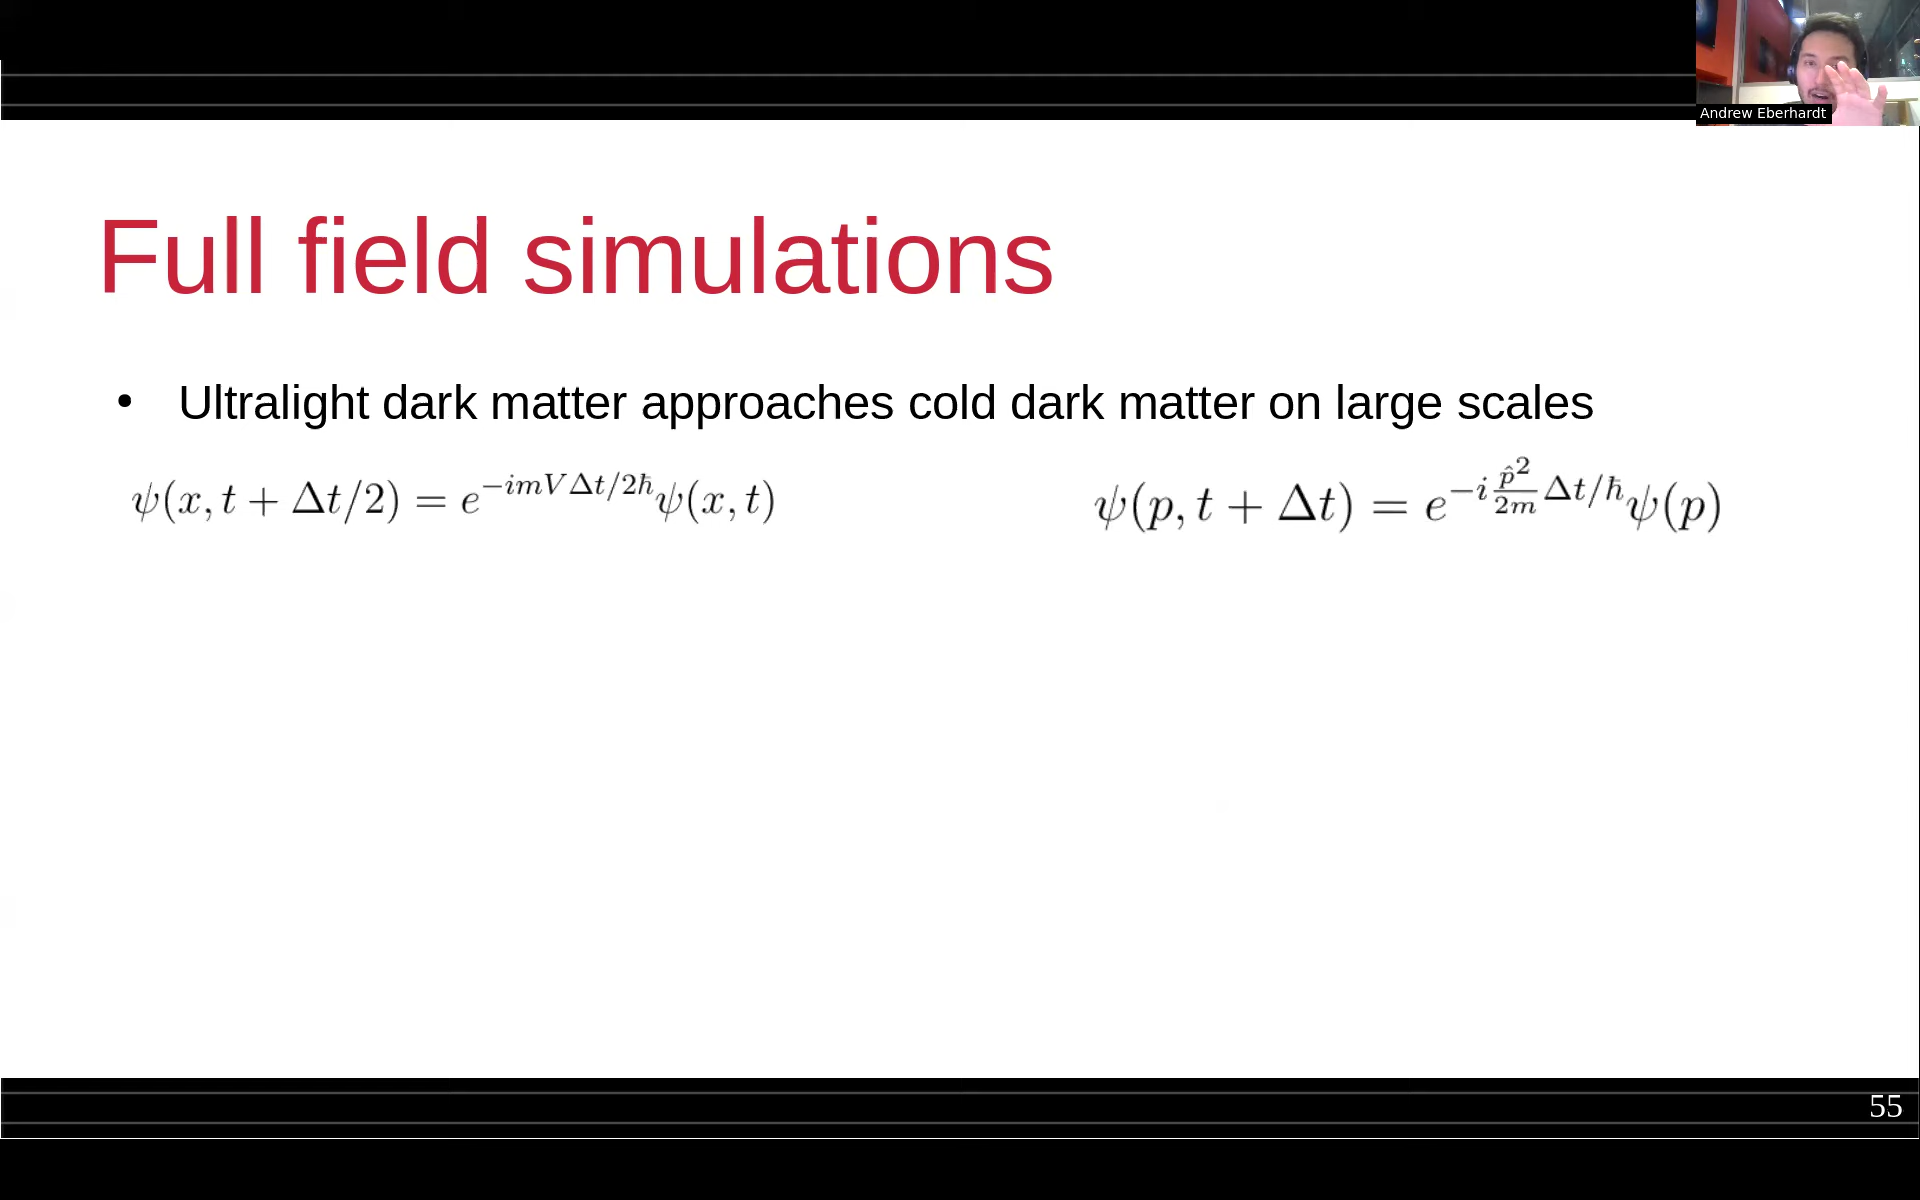 Andrew Eberhardt
Full field simulations
• Ultralight dark matter approaches cold dark matter on large scales
ψ(x, t + Δt/2) = e^{−imVΔt/2ħ}ψ(x, t)
ψ(p, t + Δt) = e^{−i\frac{p̂^2}{2m}Δt/ħ}ψ(p)
55